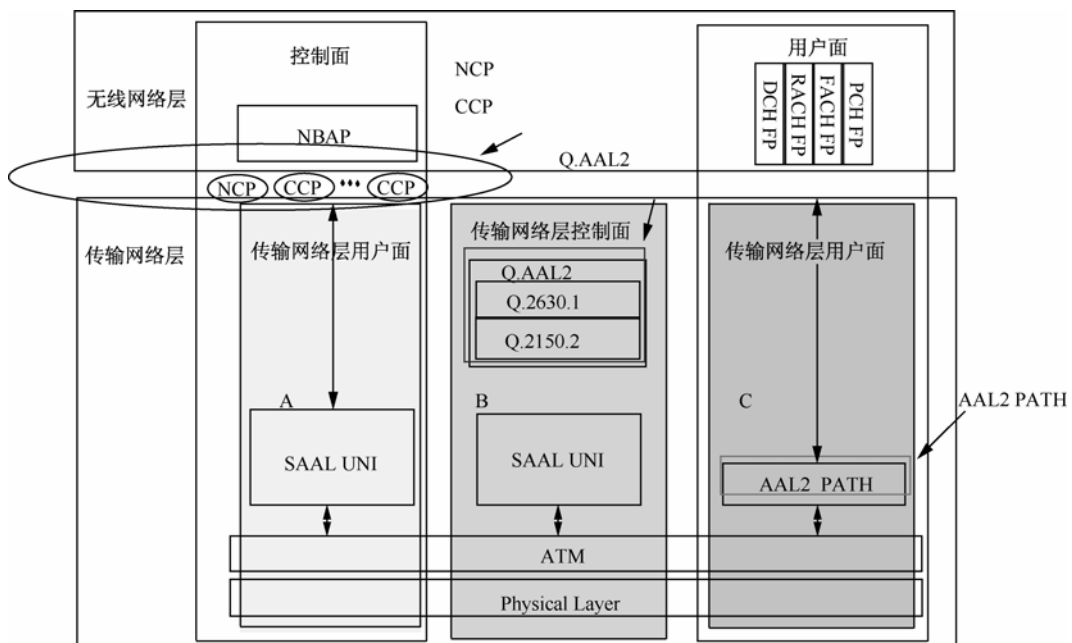 控制面
NCP
CCP
用户面
DCH FP
RACH FP
FACH FP
PCH FP
无线网络层
NBAP
Q.AAL2
NCP
CCP
CCP
传输网络层
传输网络层用户面
传输网络层控制面
传输网络层用户面
Q.AAL2
Q.2630.1
Q.2150.2
A
B
C
AAL2 PATH
SAAL UNI
SAAL UNI
AAL2 PATH
ATM
Physical Layer